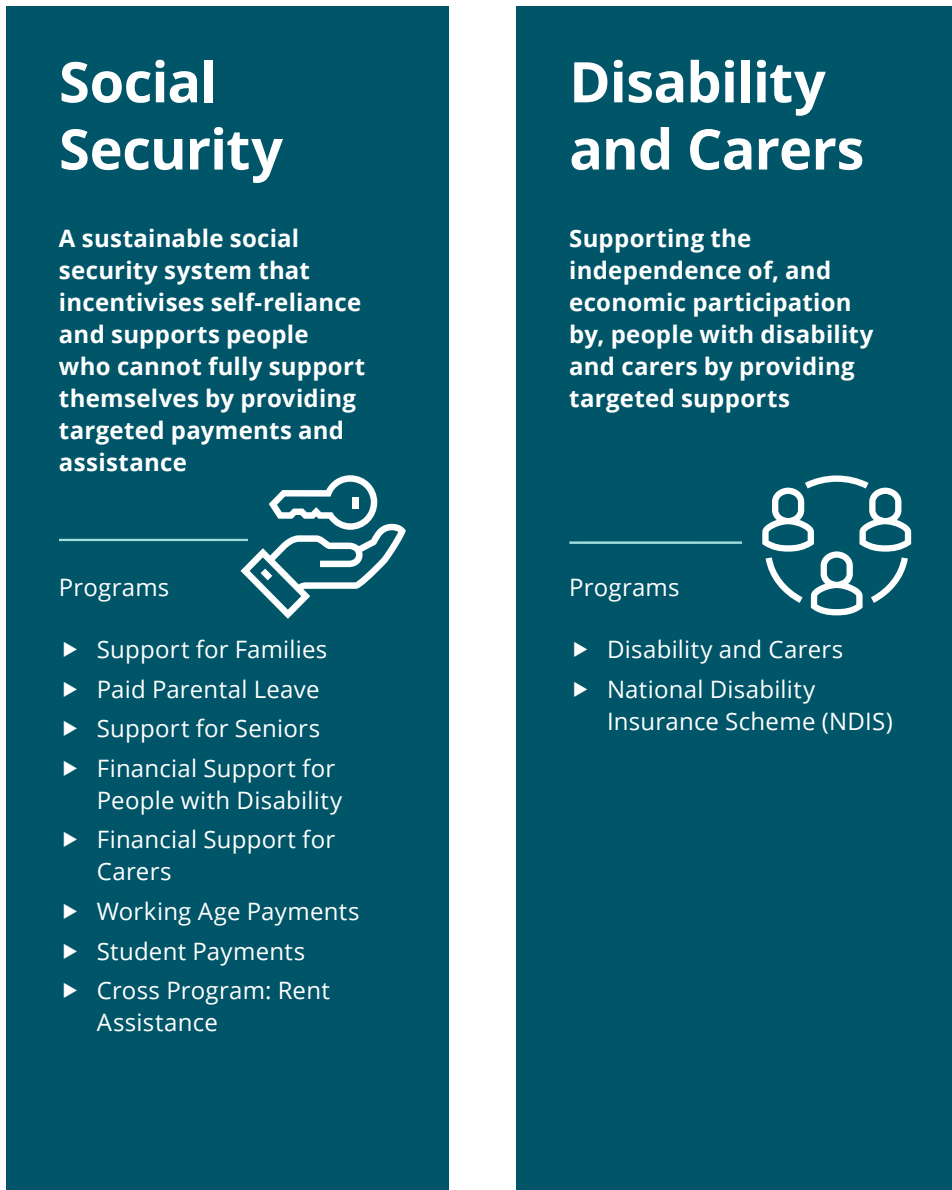 Social
Security
A sustainable social
security system that
incentivises self-reliance
and supports people
who cannot fully support
themselves by providing
targeted payments and
assistance
Programs
Support for Families
Paid Parental Leave
Support for Seniors
Financial Support for
People with Disability
Financial Support for
Carers
Working Age Payments
Student Payments
Cross Program: Rent
Assistance
Disability
and Carers
Supporting the
independence of, and
economic participation
by, people with disability
and carers by providing
targeted supports
Programs
Disability and Carers
National Disability
Insurance Scheme (NDIS)